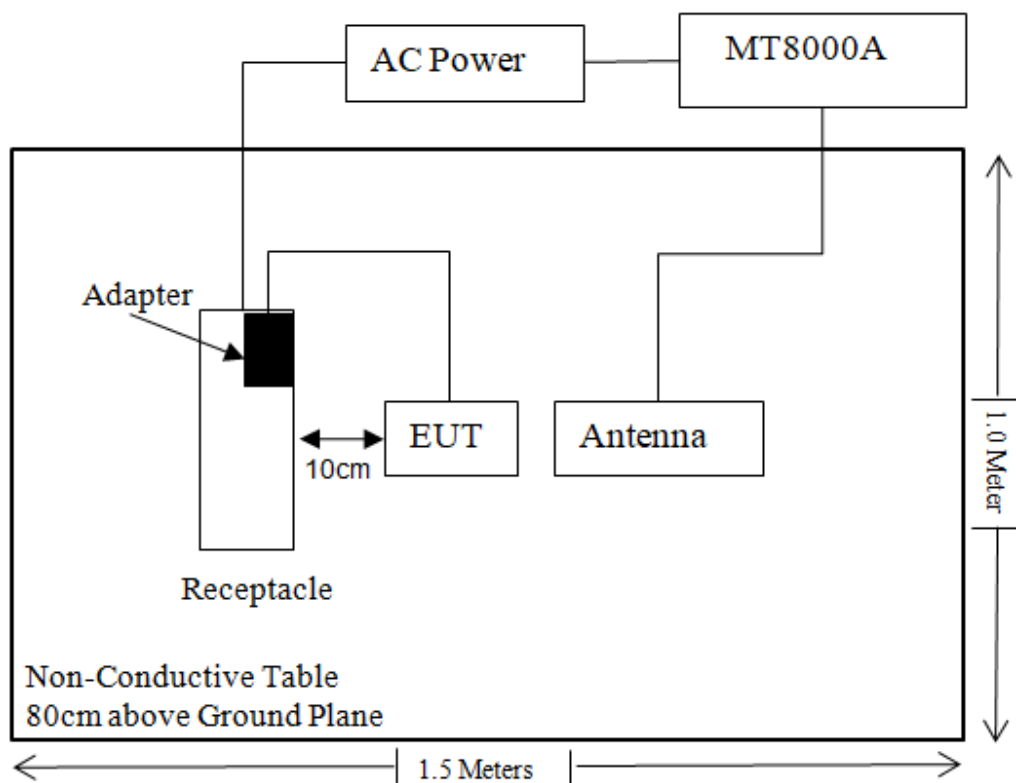 AC Power
MT8000A
Adapter
EUT
Antenna
10cm
1.0 Meter
Receptacle
Non-Conductive Table
80cm above Ground Plane
1.5 Meters